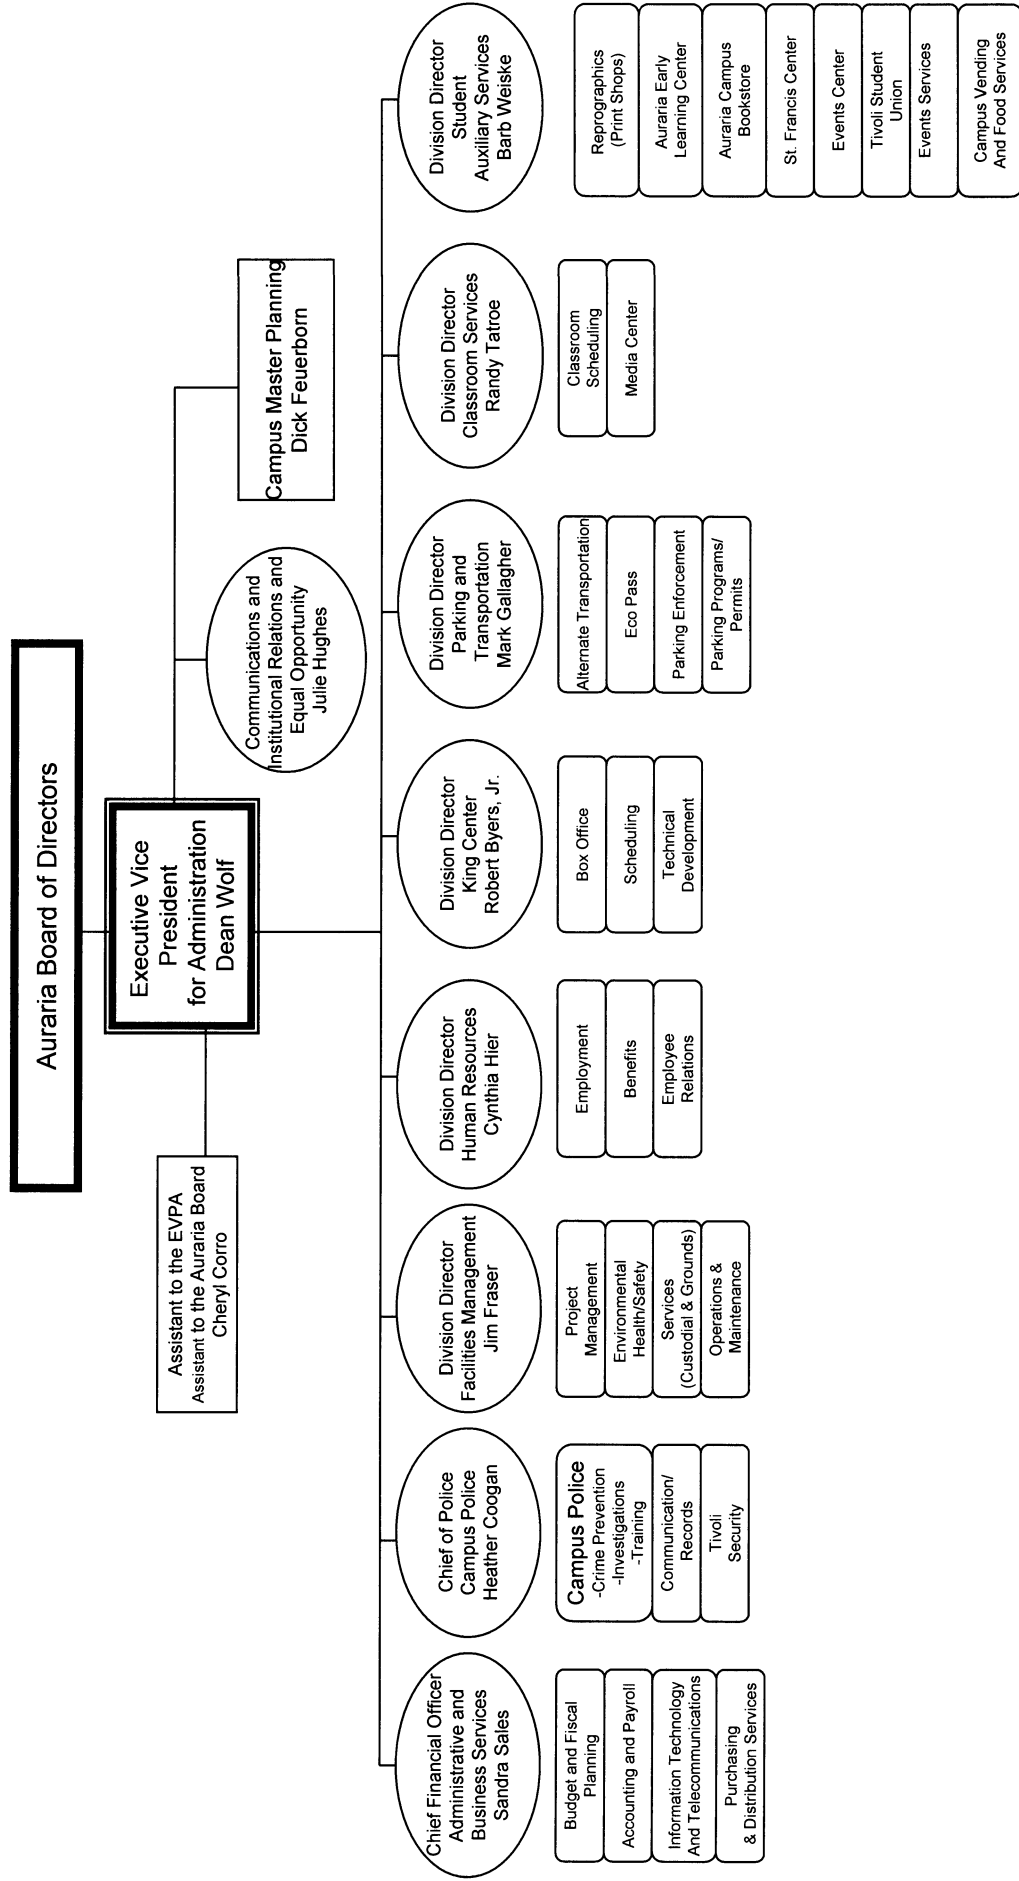 Auraria Board of Directors
Executive Vice
President
for Administration
Dean Wolf
Assistant to the EVPA
Assistant to the Auraria Board
Cheryl Corro
Communications and
Institutional Relations and
Equal Opportunity
Julie Hughes
Campus Master Planning
Dick Feuerborn
Chief Financial Officer
Administrative and
Business Services
Sandra Sales
Budget and Fiscal
Planning
Accounting and Payroll
Information Technology
And Telecommunications
Purchasing
& Distribution Services
Chief of Police
Campus Police
Heather Coogan
Campus Police
-Crime Prevention
-Investigations
-Training
Communication/
Records
Tivoli
Security
Division Director
Facilities Management
Jim Fraser
Project
Management
Environmental
Health/Safety
Services
(Custodial & Grounds)
Operations &
Maintenance
Division Director
Human Resources
Cynthia Hier
Employment
Benefits
Employee
Relations
Division Director
King Center
Robert Byers, Jr.
Box Office
Scheduling
Technical
Development
Division Director
Parking and
Transportation
Mark Gallagher
Alternate Transportation
Eco Pass
Parking Enforcement
Parking Programs/
Permits
Division Director
Classroom Services
Randy Tatroe
Classroom
Scheduling
Media Center
Division Director
Student
Auxiliary Services
Barb Weiske
Reprographics
(Print Shops)
Auraria Early
Learning Center
Auraria Campus
Bookstore
St. Francis Center
Events Center
Tivoli Student
Union
Events Services
Campus Vending
And Food Services